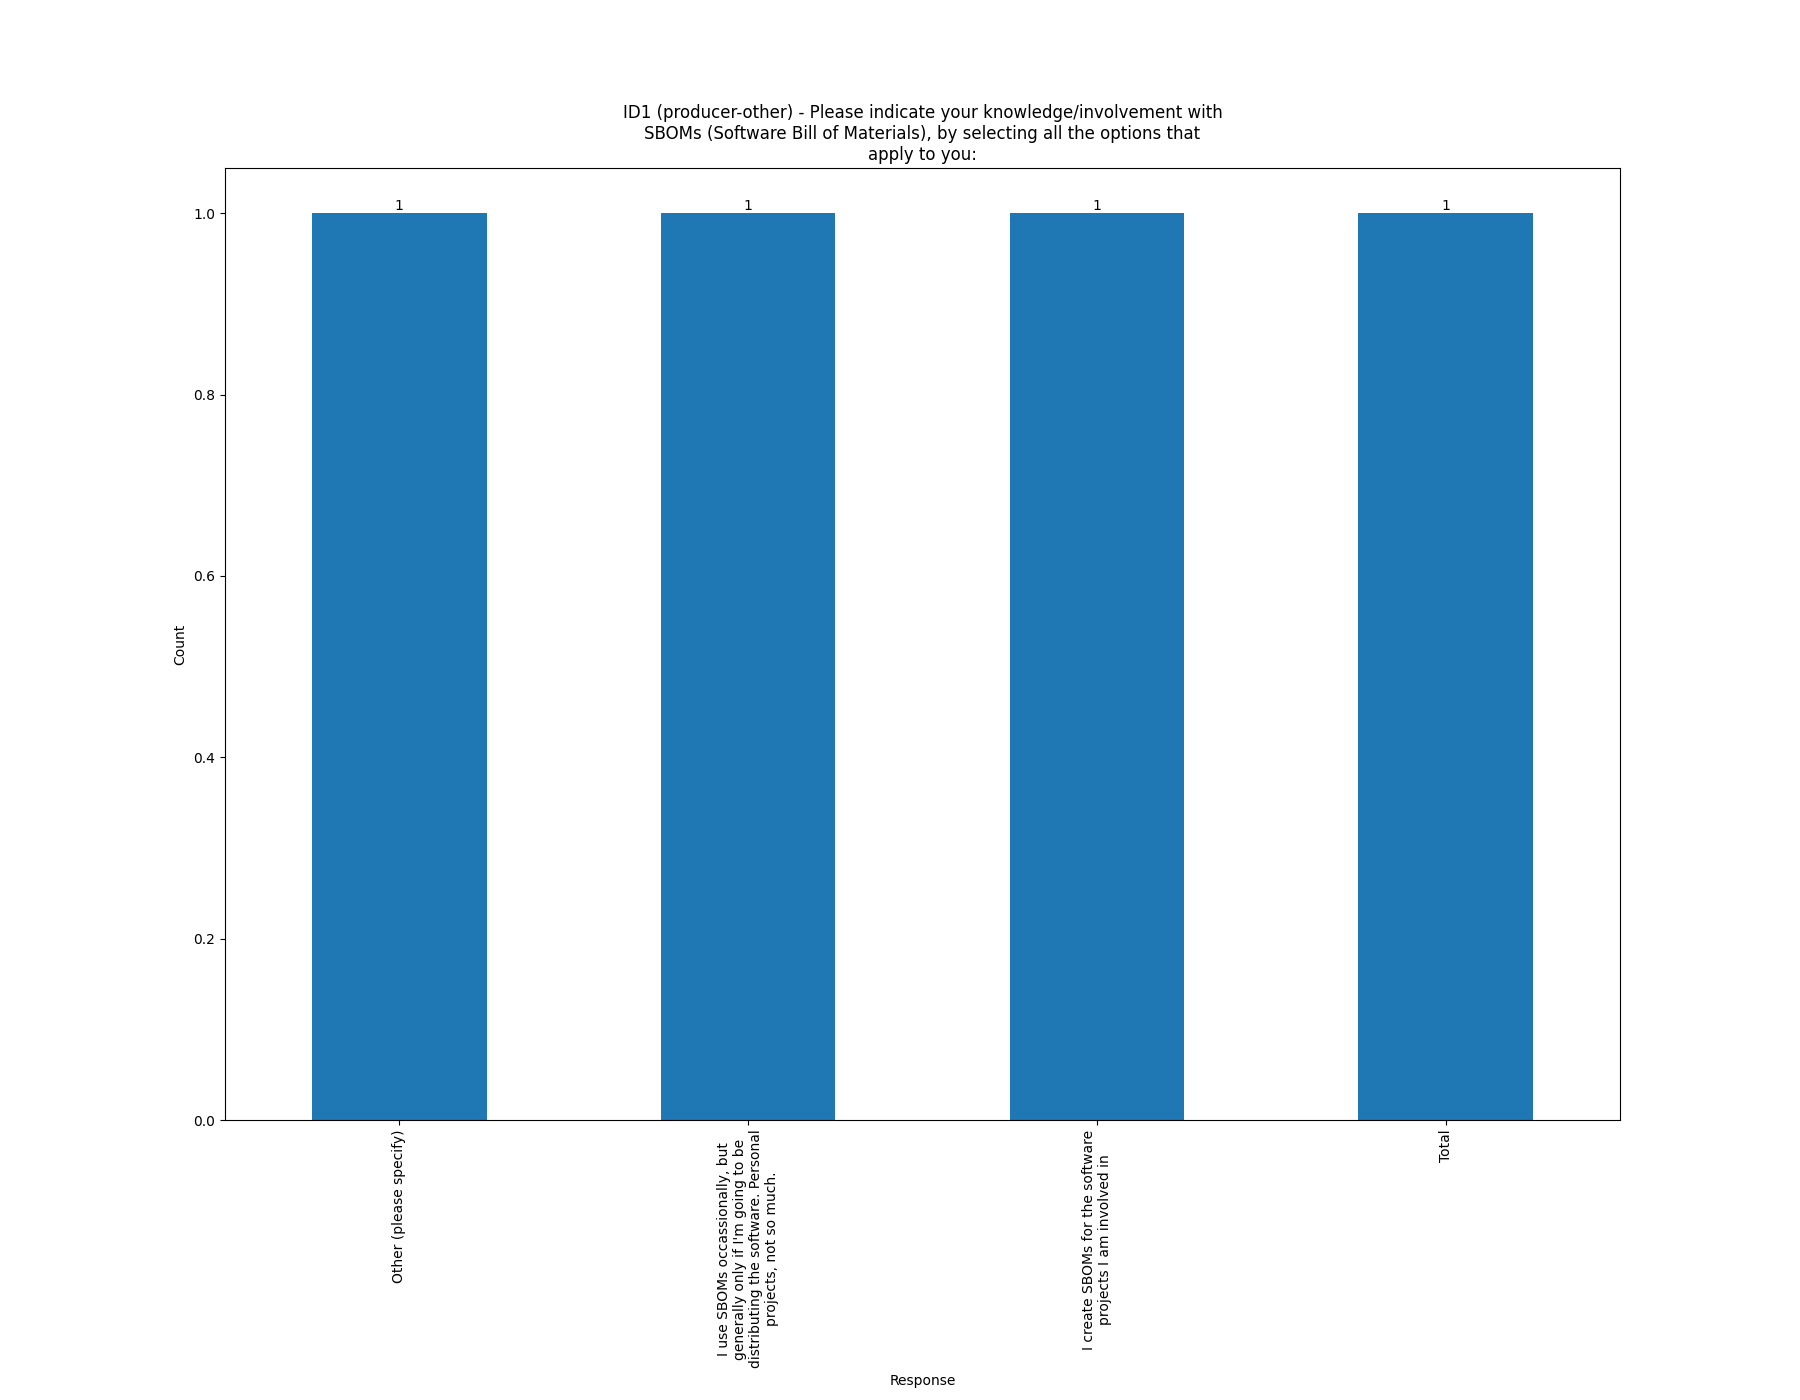 ID1 (producer-other) - Please indicate your knowledge/involvement with
SBOMs (Software Bill of Materials), by selecting all the options that
apply to you:
1
1
1
1
1.0
0.8
0.6
0.4
0.2
0.0
Count
Other (please specify)
I use SBOMs occassionally, but
generally only if I'm going to be
distributing the software. Personal
projects, not so much.
I create SBOMs for the software
projects I am involved in
Total
Response